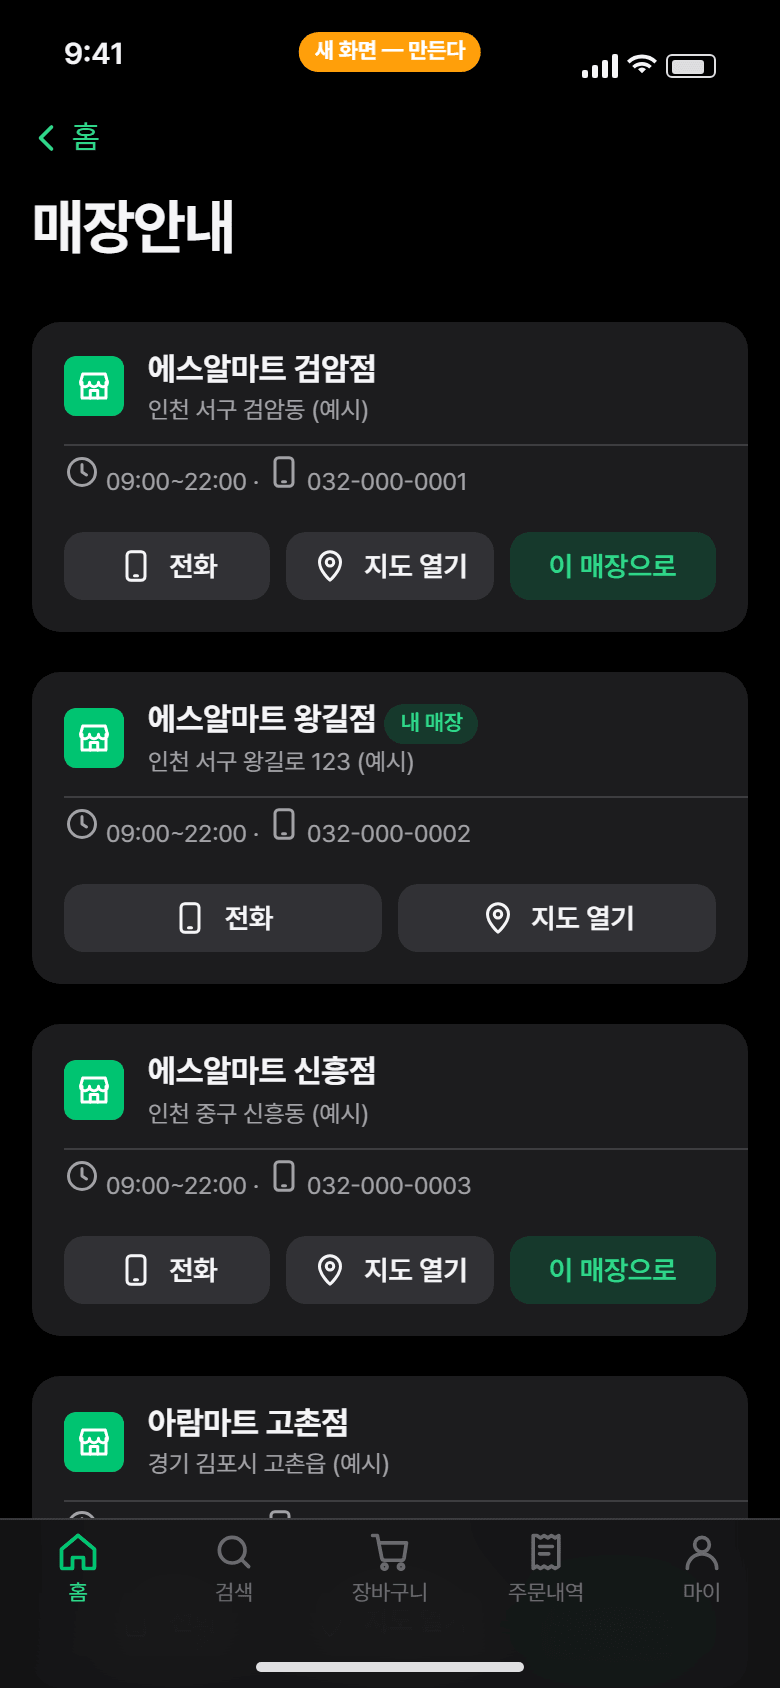 9:41
새 화면 — 만든다
홈
매장안내
에스알마트 검암점
인천 서구 검암동 (예시)
09:00~22:00 · 032-000-0001
전화 지도 열기 이 매장으로
에스알마트 왕길점 내 매장
인천 서구 왕길로 123 (예시)
09:00~22:00 · 032-000-0002
전화 지도 열기
에스알마트 신흥점
인천 중구 신흥동 (예시)
09:00~22:00 · 032-000-0003
전화 지도 열기 이 매장으로
아람마트 고촌점
경기 김포시 고촌읍 (예시)
홈 검색 장바구니 주문내역 마이